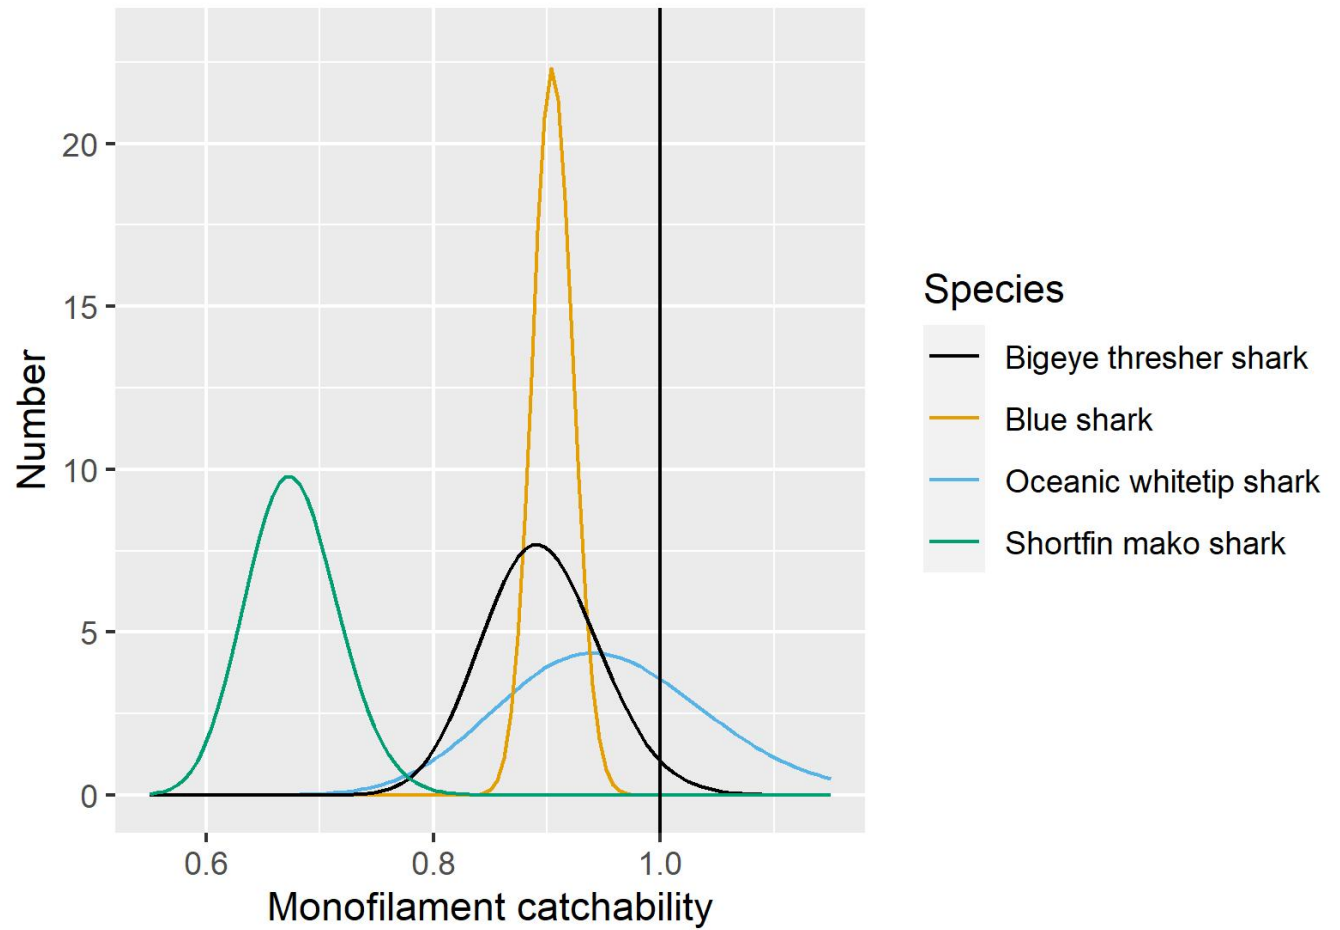 20
15
10
5
0
Number
0.6 0.8 1.0
Monofilament catchability
Species
Bigeye thresher shark
Blue shark
Oceanic whitetip shark
Shortfin mako shark